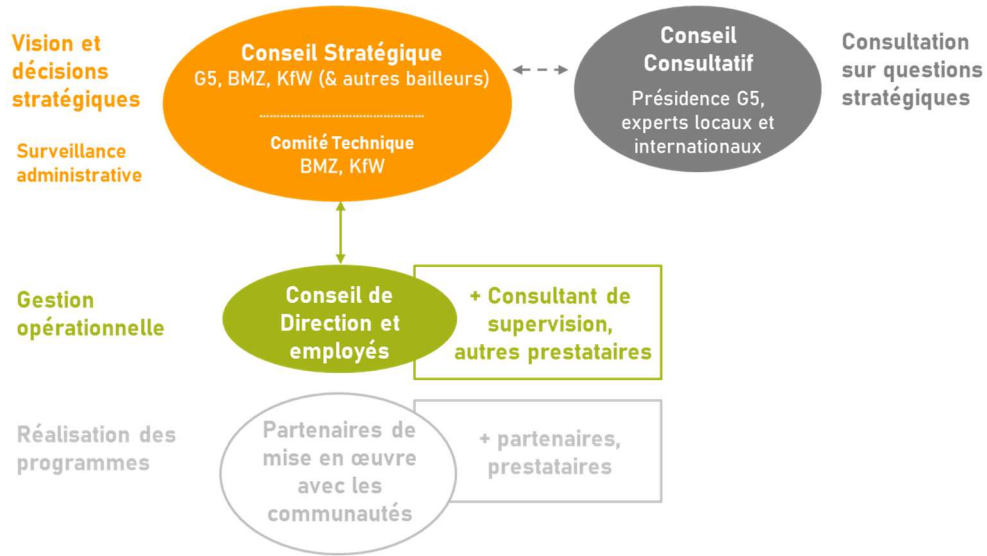 Vision et
décisions
stratégiques
Surveillance
administrative
Conseil Stratégique
G5, BMZ, KfW (& autres bailleurs)
................................................
Comité Technique
BMZ, KfW
Conseil
Consultatif
Présidence G5,
experts locaux et
internationaux
Consultation
sur questions
stratégiques
Gestion
opérationnelle
Conseil de
Direction et
employés
+ Consultant de
supervision,
autres prestataires
Réalisation des
programmes
Partenaires de
mise en œuvre
avec les
communautés
+ partenaires,
prestataires